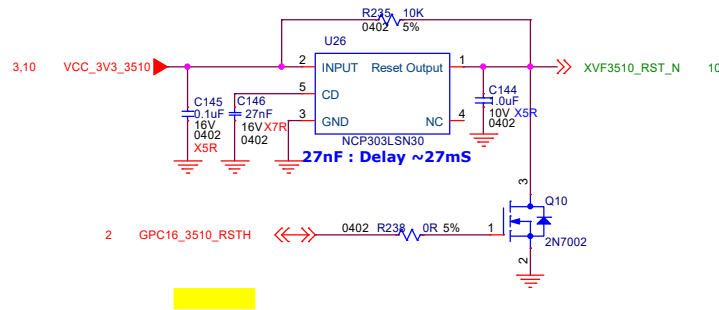 R235 10K
0402 5%
U26
3,10 VCC_3V3_3510
2 INPUT Reset Output 1
XVF3510_RST_N 10
5 CD
C145
0.1uF
16V
0402
X5R
C146
27nF
16V X7R
0402
3 GND NC 4
C144
1.0uF X5R
10V
0402
NCP303LSN30
27nF : Delay ~27mS
3
Q10
2 GPC16_3510_RSTH
0402 R238 0R 5%
1
2N7002
2